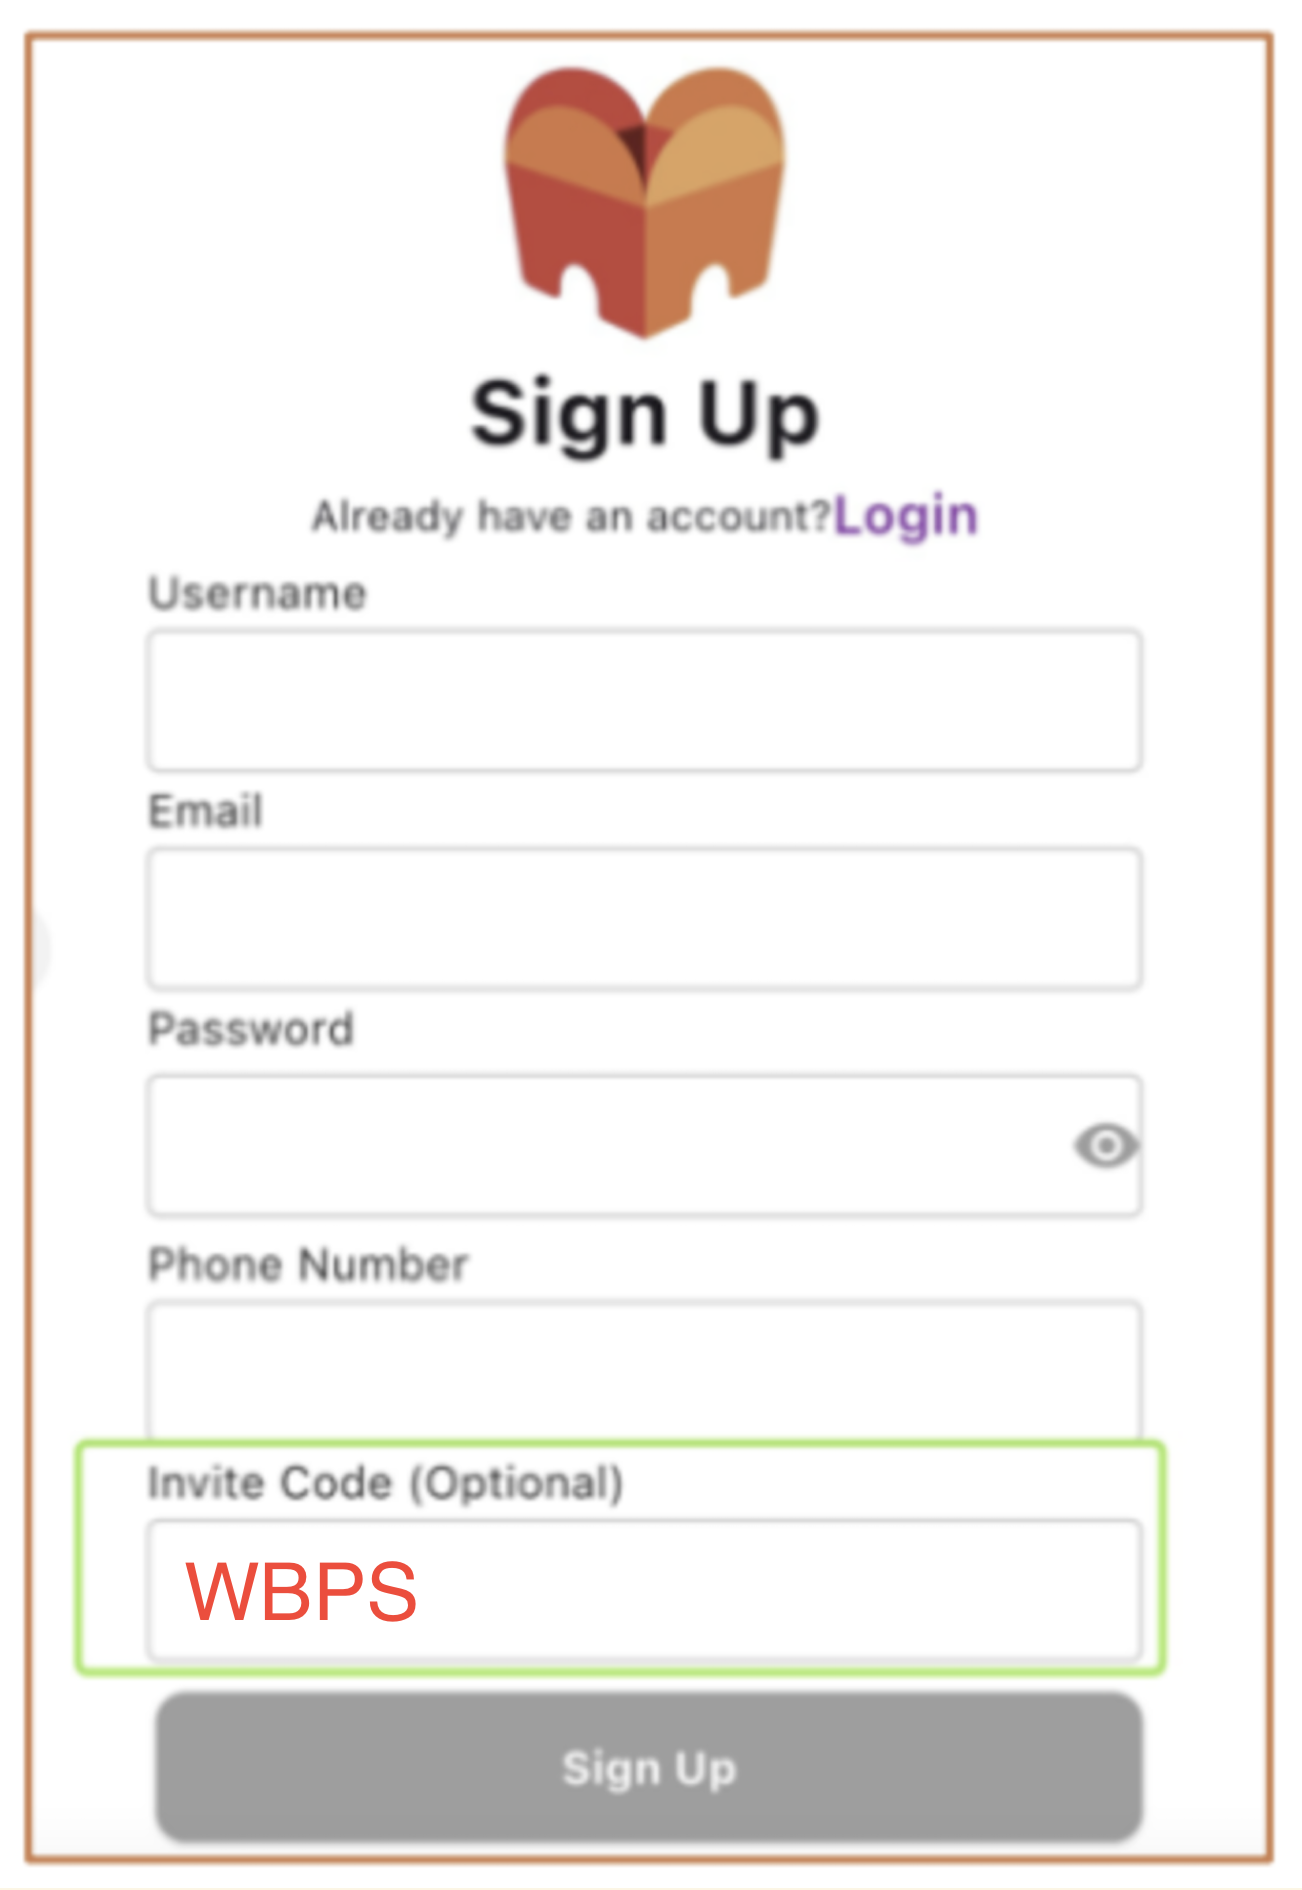 Sign Up
Already have an account?Login
Username
Email
Password
Phone Number
Invite Code (Optional)
WBPS
Sign Up